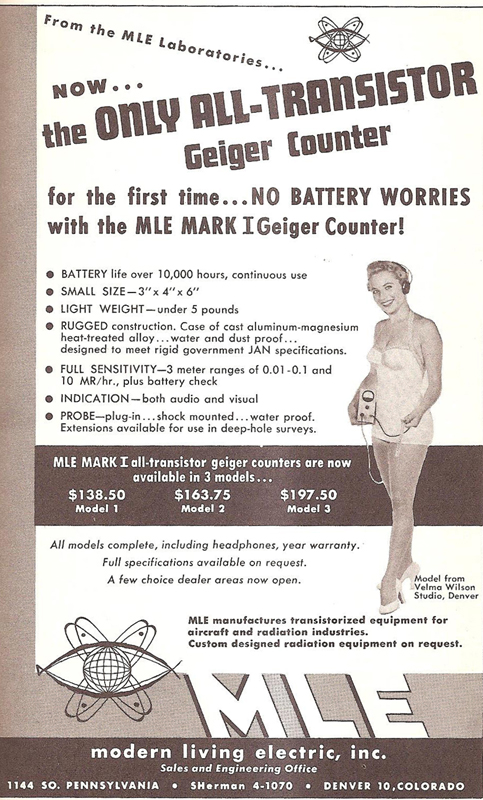 From the MLE Laboratories...
NOW...
the ONLY ALL-TRANSISTOR
Geiger Counter
for the first time...NO BATTERY WORRIES
with the MLE MARK I Geiger Counter!
● BATTERY life over 10,000 hours, continuous use
● SMALL SIZE—3"x 4"x 6"
● LIGHT WEIGHT—under 5 pounds
● RUGGED construction. Case of cast aluminum-magnesium
heat-treated alloy...water and dust proof...
designed to meet rigid government JAN specifications.
● FULL SENSITIVITY—3 meter ranges of 0.01-0.1 and
10 MR/hr., plus battery check
● INDICATION—both audio and visual
● PROBE—plug-in...shock mounted...water proof.
Extensions available for use in deep-hole surveys.
MLE MARK I all-transistor geiger counters are now
available in 3 models...
$138.50 $163.75 $197.50
Model 1 Model 2 Model 3
All models complete, including headphones, year warranty.
Full specifications available on request.
A few choice dealer areas now open.
Model from
Velma Wilson
Studio, Denver
MLE manufactures transistorized equipment for
aircraft and radiation industries.
Custom designed radiation equipment on request.
MLE
modern living electric, inc.
Sales and Engineering Office
1144 SO. PENNSYLVANIA ● SHerman 4-1070 ● DENVER 10, COLORADO